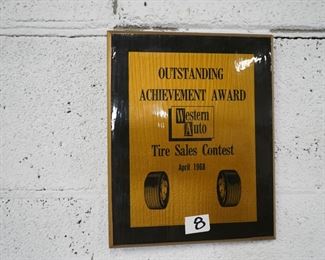 OUTSTANDING
ACHIEVEMENT AWARD
Western
Auto
Tire Sales Contest
April 1968
8